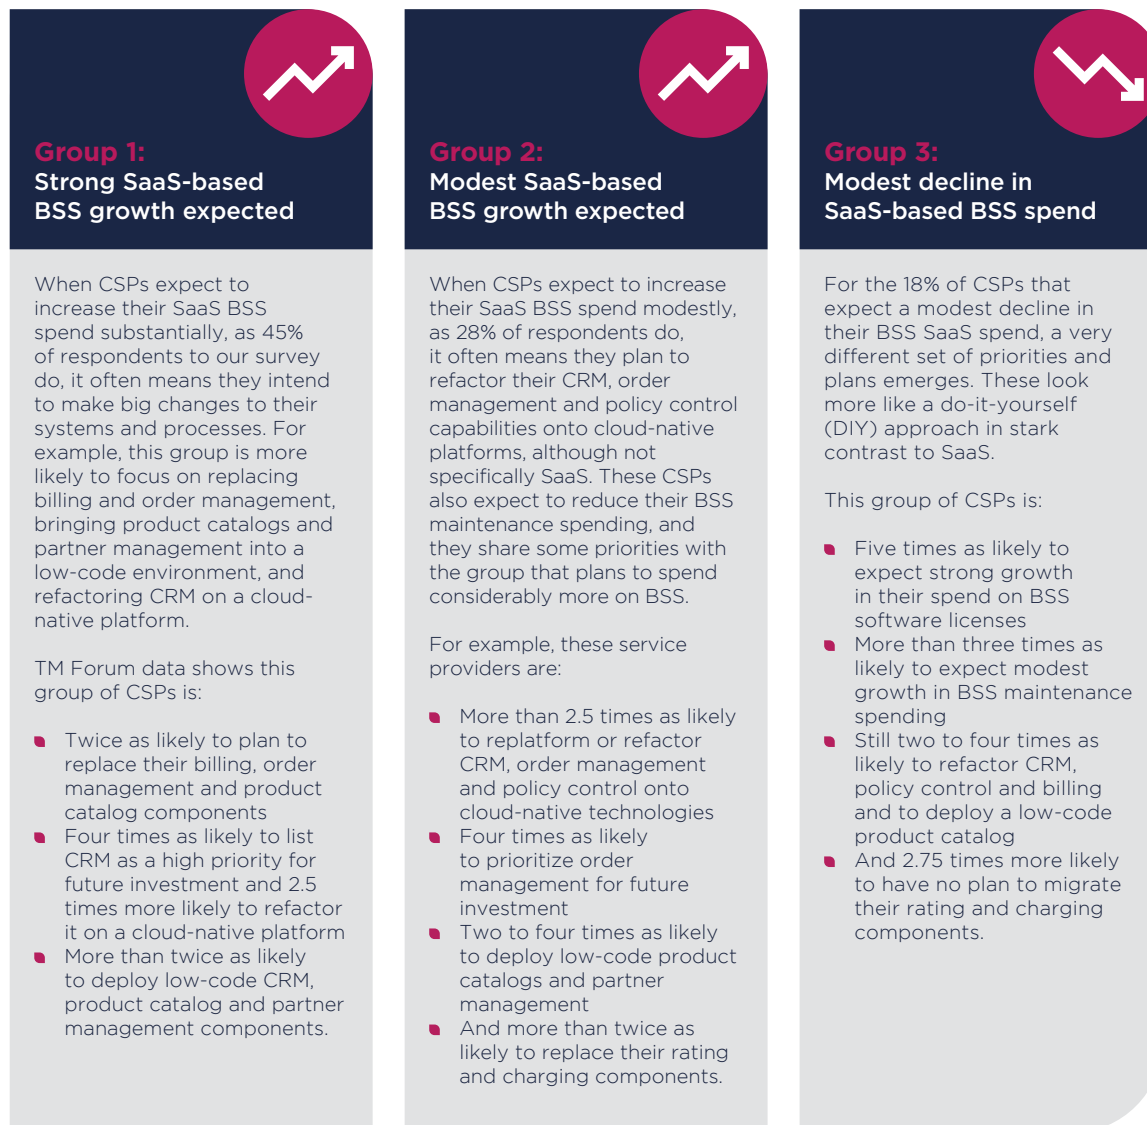 Group 1:
Strong SaaS-based
BSS growth expected
When CSPs expect to
increase their SaaS BSS
spend substantially, as 45%
of respondents to our survey
do, it often means they intend
to make big changes to their
systems and processes. For
example, this group is more
likely to focus on replacing
billing and order management,
bringing product catalogs and
partner management into a
low-code environment, and
refactoring CRM on a cloud-
native platform.
TM Forum data shows this
group of CSPs is:
Twice as likely to plan to
replace their billing, order
management and product
catalog components
Four times as likely to list
CRM as a high priority for
future investment and 2.5
times more likely to refactor
it on a cloud-native platform
More than twice as likely
to deploy low-code CRM,
product catalog and partner
management components.
Group 2:
Modest SaaS-based
BSS growth expected
When CSPs expect to increase
their SaaS BSS spend modestly,
as 28% of respondents do,
it often means they plan to
refactor their CRM, order
management and policy control
capabilities onto cloud-native
platforms, although not
specifically SaaS. These CSPs
also expect to reduce their BSS
maintenance spending, and
they share some priorities with
the group that plans to spend
considerably more on BSS.
For example, these service
providers are:
More than 2.5 times as likely
to replatform or refactor
CRM, order management
and policy control onto
cloud-native technologies
Four times as likely
to prioritize order
management for future
investment
Two to four times as likely
to deploy low-code product
catalogs and partner
management
And more than twice as
likely to replace their rating
and charging components.
Group 3:
Modest decline in
SaaS-based BSS spend
For the 18% of CSPs that
expect a modest decline in
their BSS SaaS spend, a very
different set of priorities and
plans emerges. These look
more like a do-it-yourself
(DIY) approach in stark
contrast to SaaS.
This group of CSPs is:
Five times as likely to
expect strong growth
in their spend on BSS
software licenses
More than three times as
likely to expect modest
growth in BSS maintenance
spending
Still two to four times as
likely to refactor CRM,
policy control and billing
and to deploy a low-code
product catalog
And 2.75 times more likely
to have no plan to migrate
their rating and charging
components.